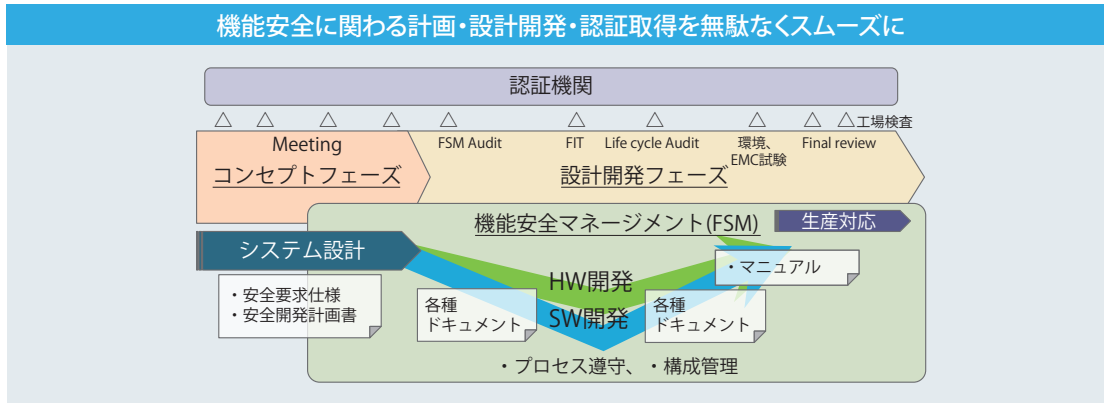 機能安全に関わる計画・設計開発・認証取得を無駄なくスムーズに
認証機関
△ △ △ △ △ △ △ △ △ △工場検査
Meeting
FSM Audit
FIT
Life cycle Audit
環境、
EMC試験
Final review
コンセプトフェーズ
設計開発フェーズ
機能安全マネージメント(FSM)
生産対応
システム設計
・安全要求仕様
・安全開発計画書
各種
ドキュメント
HW開発
SW開発
各種
ドキュメント
・マニュアル
・プロセス遵守、・構成管理